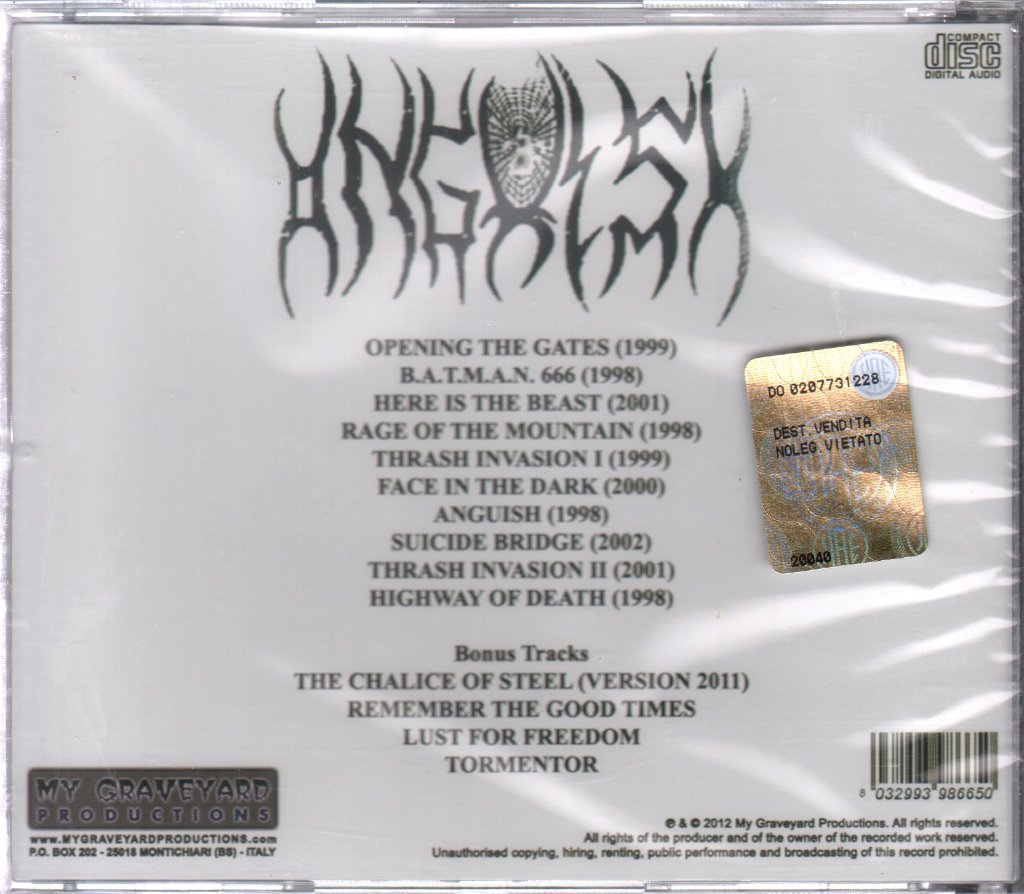 COMPACT
disc
DIGITAL AUDIO
OPENING THE GATES (1999)
B.A.T.M.A.N. 666 (1998)
HERE IS THE BEAST (2001)
RAGE OF THE MOUNTAIN (1998)
THRASH INVASION I (1999)
FACE IN THE DARK (2000)
ANGUISH (1998)
SUICIDE BRIDGE (2002)
THRASH INVASION II (2001)
HIGHWAY OF DEATH (1998)
DO 0207731228
DEST.VENDITA
NOLEG.VIETATO
20040
Bonus Tracks
THE CHALICE OF STEEL (VERSION 2011)
REMEMBER THE GOOD TIMES
LUST FOR FREEDOM
TORMENTOR
MY GRAVEYARD
PRODUCTIONS
www.MYGRAVEYARDPRODUCTIONS.com
P.O. BOX 202 - 25018 MONTICHIARI (BS) - ITALY
8 032993 986650
℗ & © 2012 My Graveyard Productions. All rights reserved.
All rights of the producer and of the owner of the recorded work reserved.
Unauthorised copying, hiring, renting, public performance and broadcasting of this record prohibited.